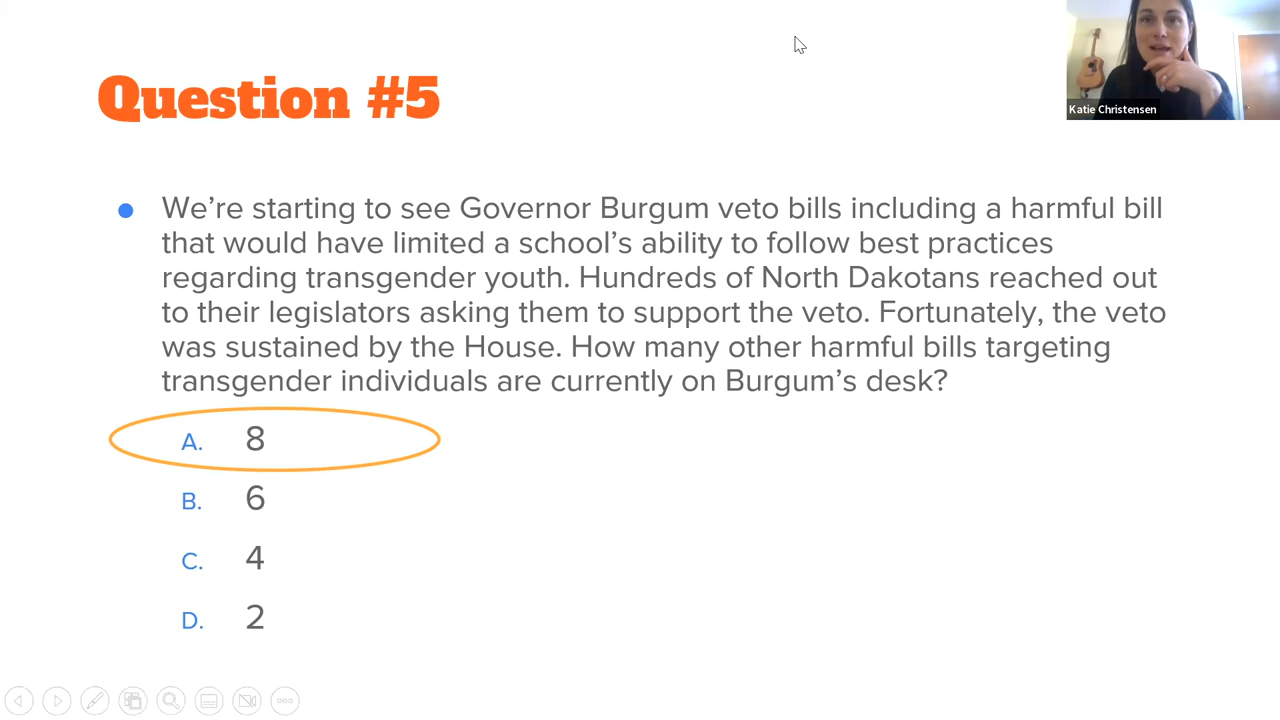 Question #5
Katie Christensen
● We’re starting to see Governor Burgum veto bills including a harmful bill
that would have limited a school’s ability to follow best practices
regarding transgender youth. Hundreds of North Dakotans reached out
to their legislators asking them to support the veto. Fortunately, the veto
was sustained by the House. How many other harmful bills targeting
transgender individuals are currently on Burgum’s desk?
A. 8
B. 6
C. 4
D. 2